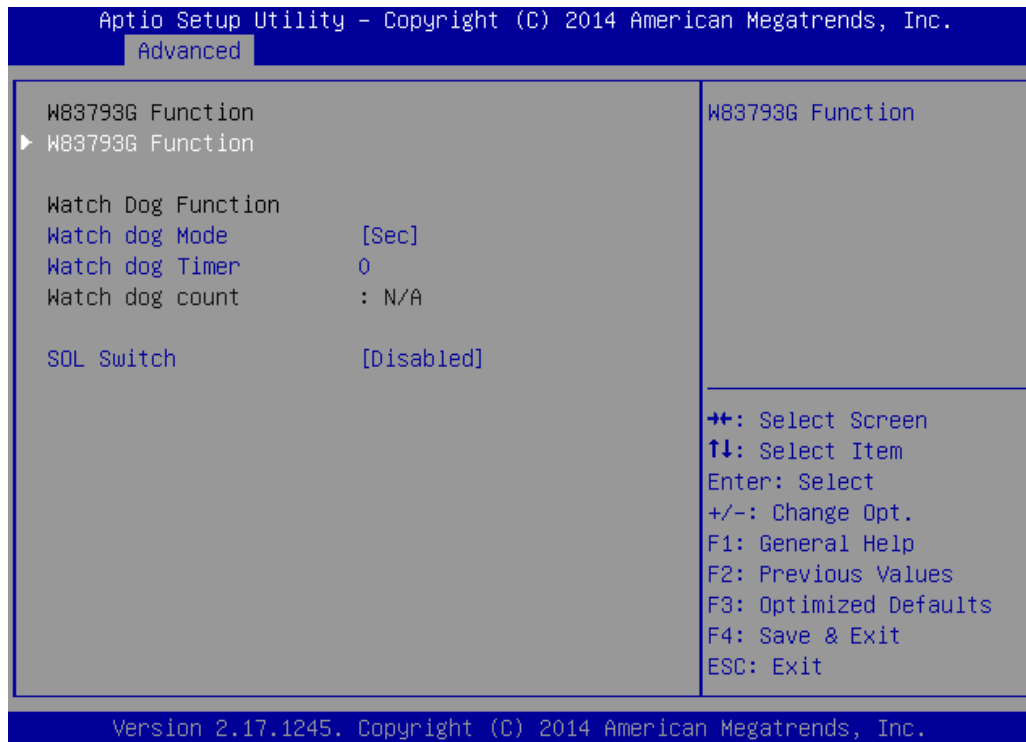 Aptio Setup Utility – Copyright (C) 2014 American Megatrends, Inc.
Advanced
W83793G Function
W83793G Function
Watch Dog Function
Watch dog Mode [Sec]
Watch dog Timer 0
Watch dog count : N/A
SOL Switch [Disabled]
W83793G Function
→←: Select Screen
↑↓: Select Item
Enter: Select
+/-: Change Opt.
F1: General Help
F2: Previous Values
F3: Optimized Defaults
F4: Save & Exit
ESC: Exit
Version 2.17.1245. Copyright (C) 2014 American Megatrends, Inc.